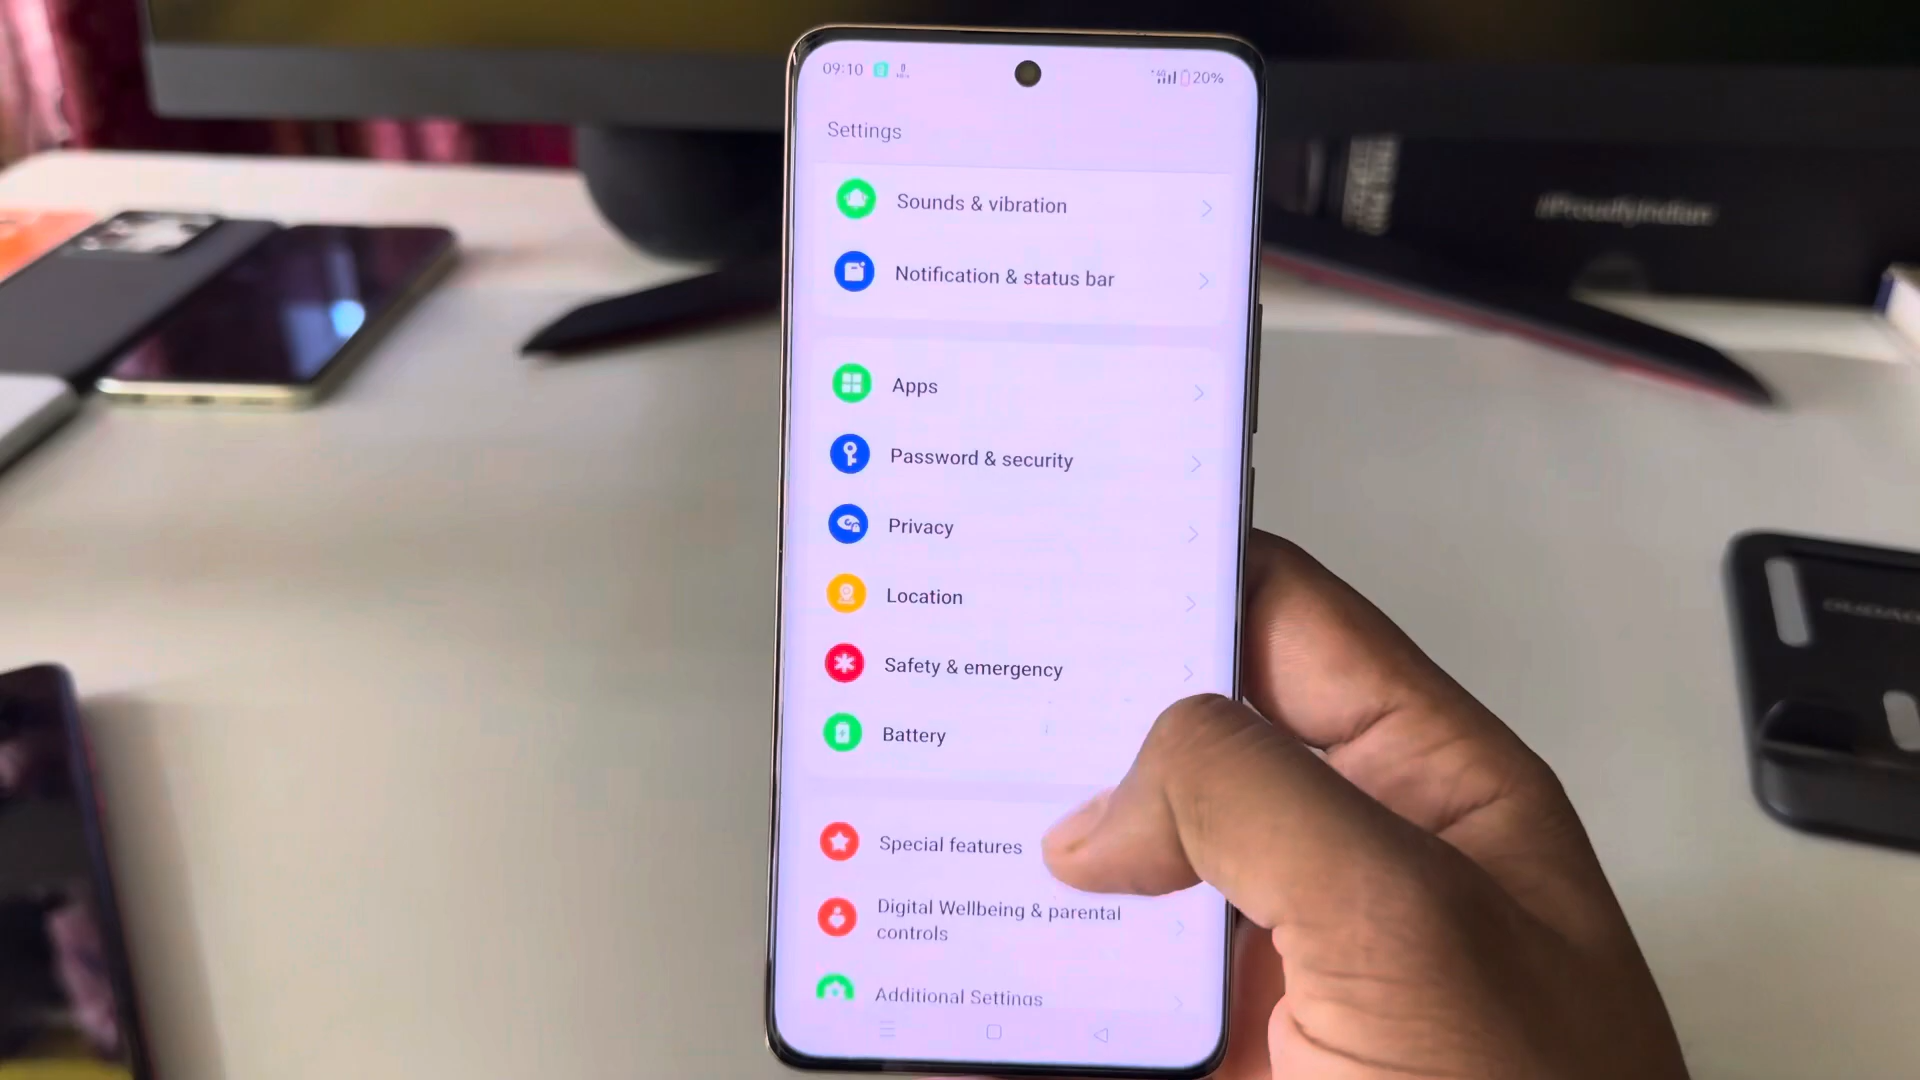 09:10
20%
Settings
Sounds & vibration
#ProudlyIndian
Notification & status bar
Apps
Password & security
Privacy
Location
Safety & emergency
Battery
Special features
Digital Wellbeing & parental
controls
Additional Settings